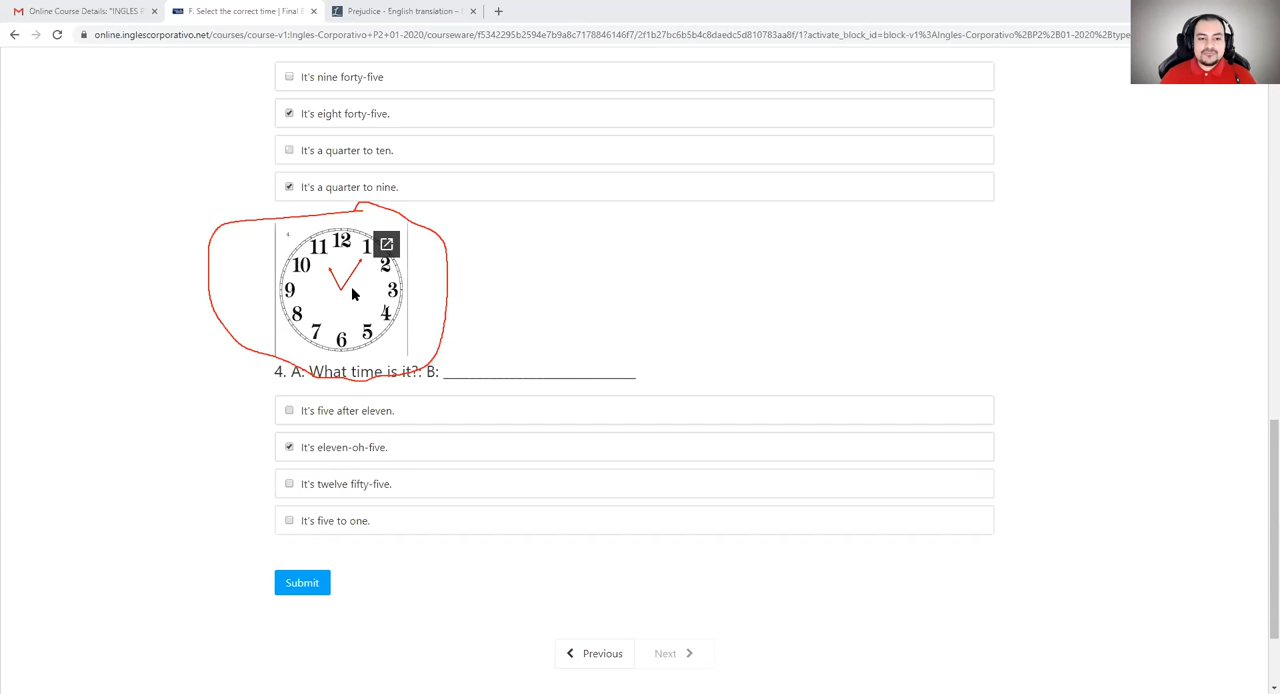 Online Course Details: "INGLES P
F. Select the correct time | Final E
Prejudice - English translation –
online.inglescorporativo.net/courses/course-v1:Ingles-Corporativo+P2+01-2020/courseware/f5342295b2594e7b9a8c7178846146f7/2f1b27bc6b5b4c8daedc5d810783aa8f/1?activate_block_id=block-v1%3AIngles-Corporativo%2BP2%2B01-2020%2Btype
It's nine forty-five
It's eight forty-five.
It's a quarter to ten.
It's a quarter to nine.
4.
11 12 1
10 2
9 3
8 4
7 6 5
4. A: What time is it?: B: ___________________________
It's five after eleven.
It's eleven-oh-five.
It's twelve fifty-five.
It's five to one.
Submit
Previous Next